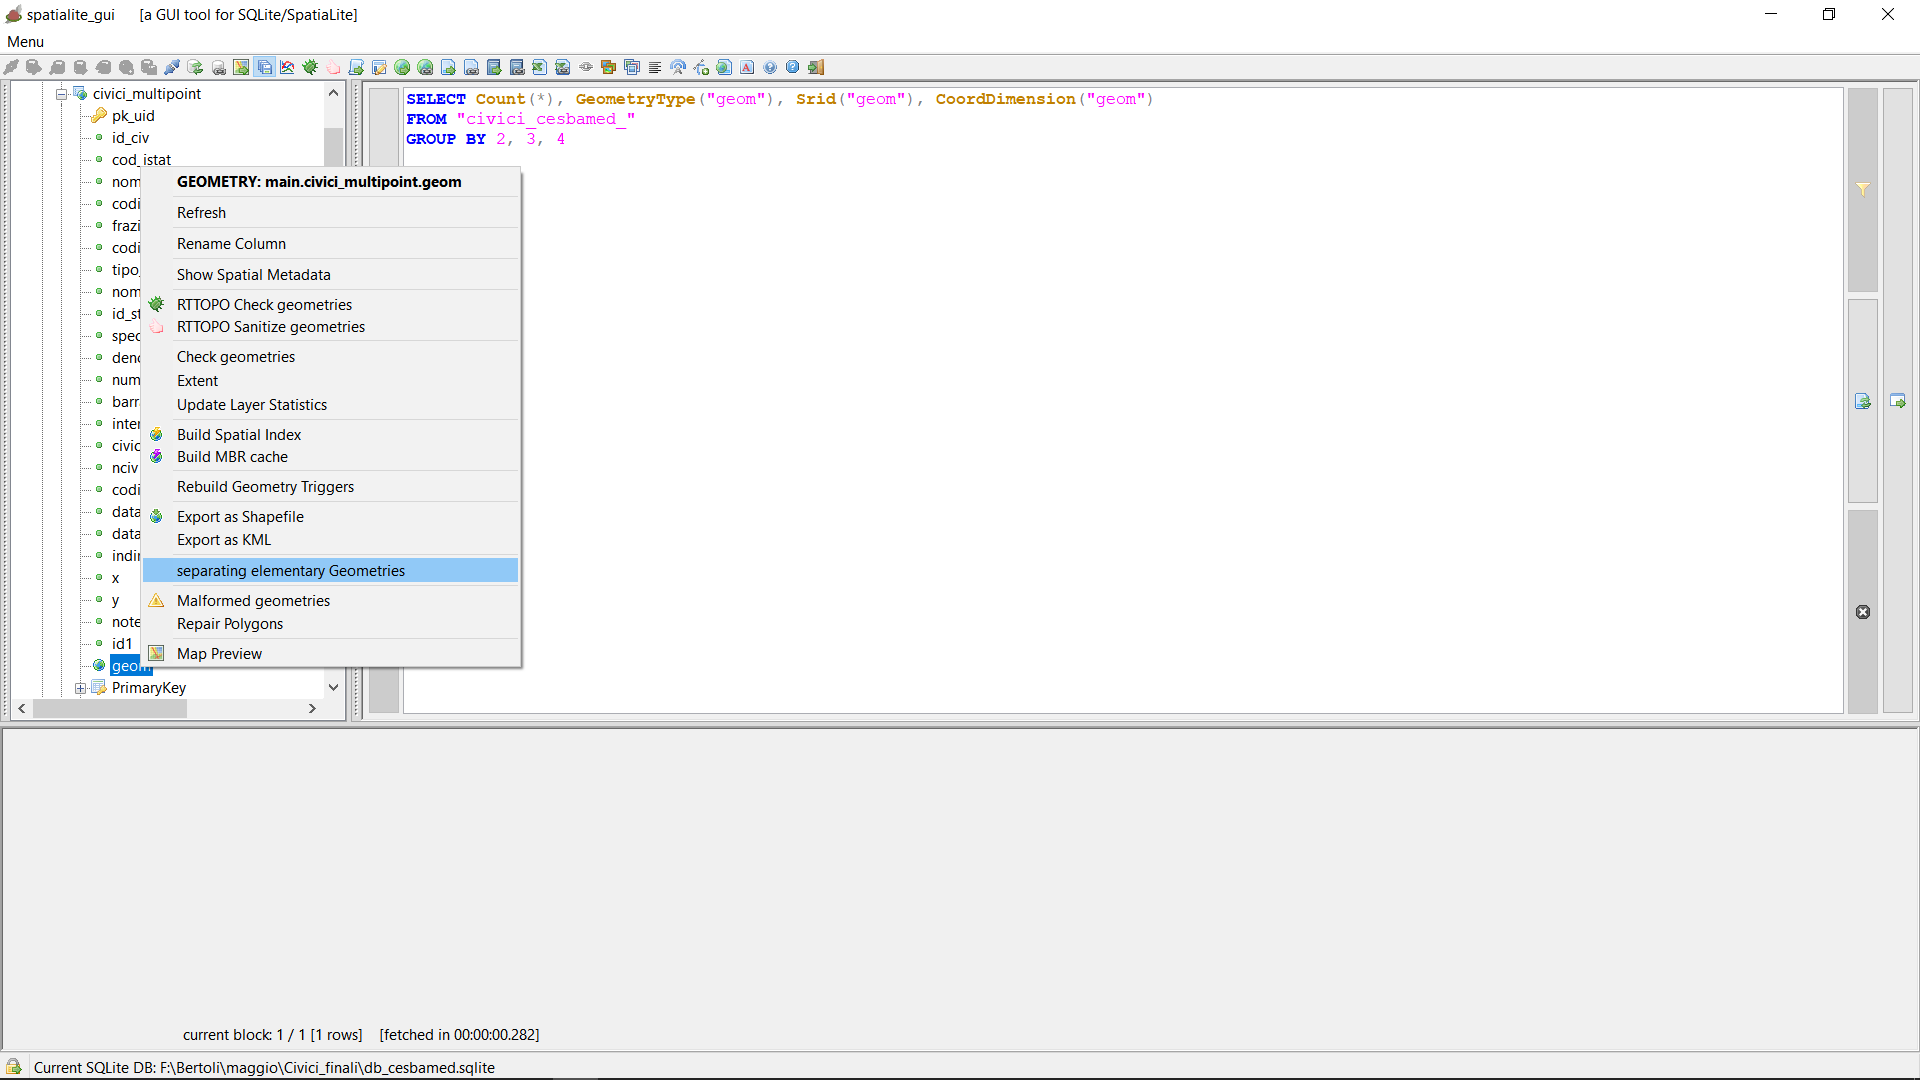 spatialite_gui [a GUI tool for SQLite/SpatiaLite]
Menu
civici_multipoint
pk_uid
id_civ
cod_istat
nom
codi
frazi
codi
tipo_
nom
id_st
spec
denc
num
barr
inter
civic
nciv
codi
data
data
indir
x
y
note
id1
geom
PrimaryKey
GEOMETRY: main.civici_multipoint.geom
Refresh
Rename Column
Show Spatial Metadata
RTTOPO Check geometries
RTTOPO Sanitize geometries
Check geometries
Extent
Update Layer Statistics
Build Spatial Index
Build MBR cache
Rebuild Geometry Triggers
Export as Shapefile
Export as KML
separating elementary Geometries
Malformed geometries
Repair Polygons
Map Preview
SELECT Count(*), GeometryType("geom"), Srid("geom"), CoordDimension("geom")
FROM "civici_cesbamed_"
GROUP BY 2, 3, 4
current block: 1 / 1 [1 rows] [fetched in 00:00:00.282]
Current SQLite DB: F:\Bertoli\maggio\Civici_finali\db_cesbamed.sqlite